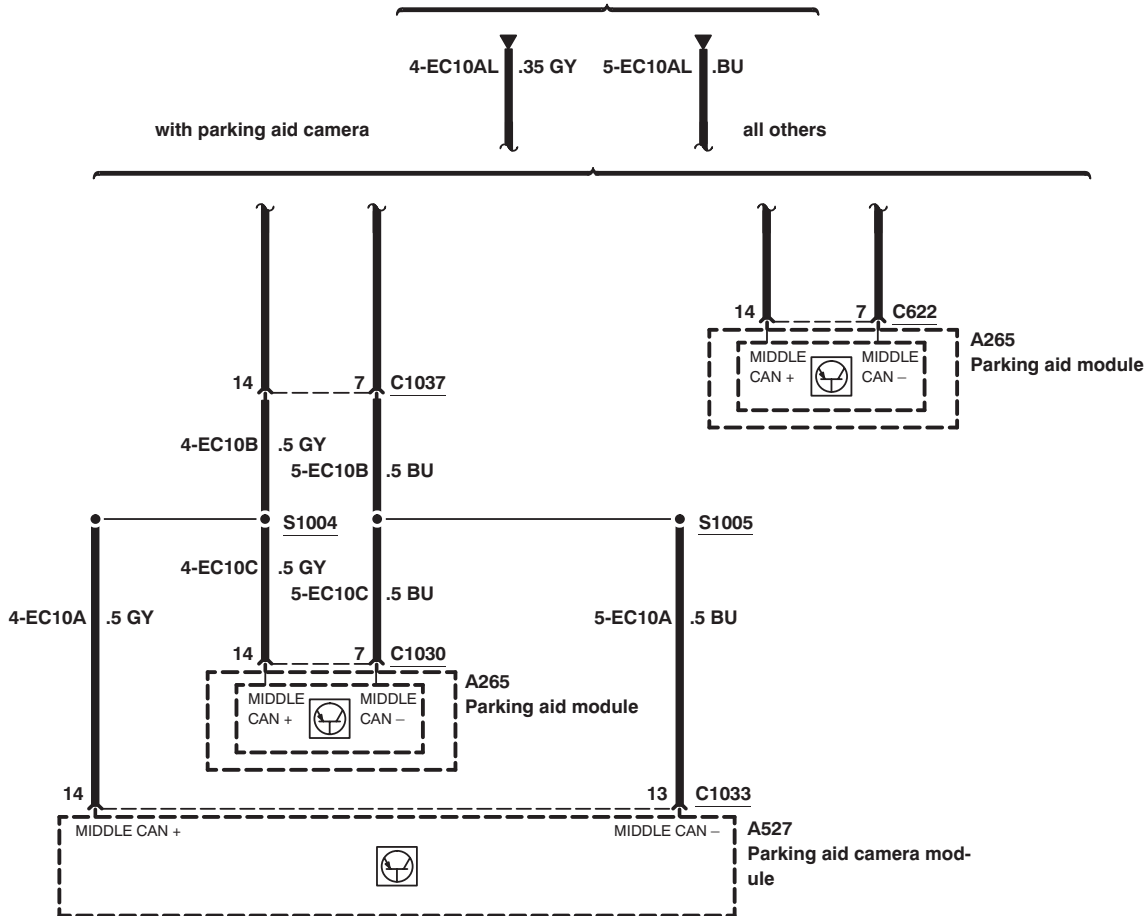 4-EC10AL .35 GY 5-EC10AL .BU
with parking aid camera all others
14 7 C622
A265
Parking aid module
MIDDLE CAN + MIDDLE CAN –
14 7 C1037
4-EC10B .5 GY
5-EC10B .5 BU
S1004 S1005
4-EC10C .5 GY
5-EC10C .5 BU
4-EC10A .5 GY 5-EC10A .5 BU
14 7 C1030
A265
Parking aid module
MIDDLE CAN + MIDDLE CAN –
14 13 C1033
MIDDLE CAN + MIDDLE CAN –
A527
Parking aid camera mod-
ule